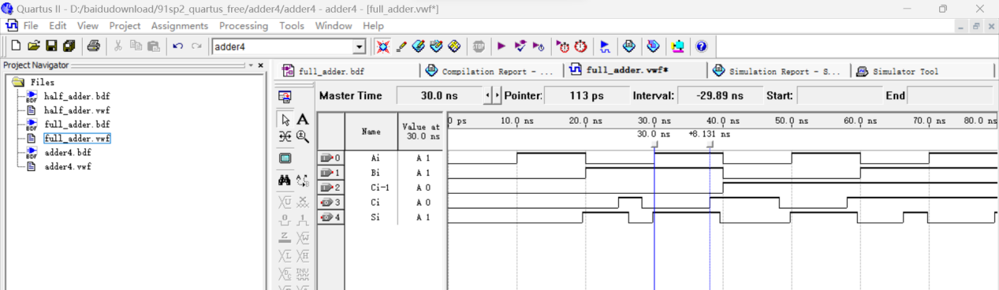 Quartus II - D:/baidudownload/91sp2_quartus_free/adder4/adder4 - adder4 - [full_adder.vwf*]
File Edit View Project Assignments Processing Tools Window Help
adder4
Project Navigator
full_adder.bdf Compilation Report - ... full_adder.vwf* Simulation Report - S... Simulator Tool
Files
half_adder.bdf
half_adder.vwf
full_adder.bdf
full_adder.vwf
adder4.bdf
adder4.vwf
Master Time 30.0 ns Pointer: 113 ps Interval: -29.89 ns Start: End
Name Value at 30.0 ns
0 ps 10.0 ns 20.0 ns 30.0 ns 40.0 ns 50.0 ns 60.0 ns 70.0 ns 80.0 ns
30.0 ns +8.131 ns
0 Ai A 1
1 Bi A 1
2 Ci-1 A 0
3 Ci A 0
4 Si A 1